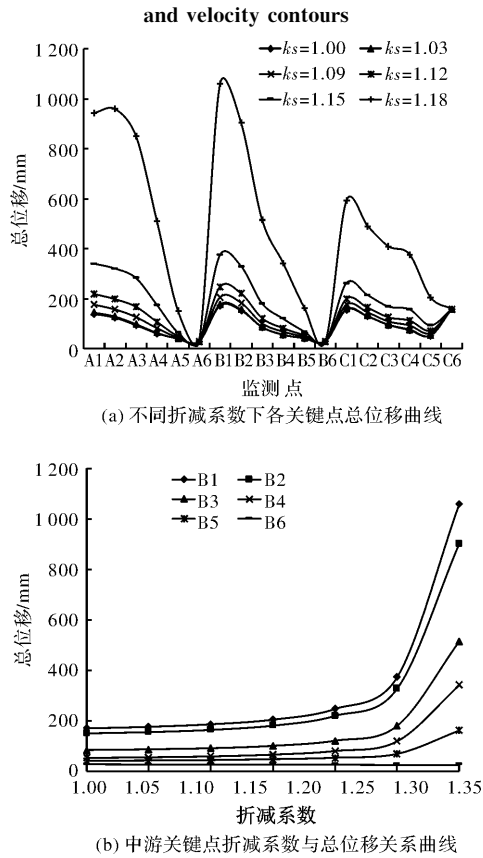 and velocity contours
1 200
1 000
800
600
400
200
0
总位移/mm
ks=1.00 ks=1.03
ks=1.09 ks=1.12
ks=1.15 ks=1.18
A1 A2 A3 A4 A5 A6 B1 B2 B3 B4 B5 B6 C1 C2 C3 C4 C5 C6
监测点
(a) 不同折减系数下各关键点总位移曲线
1 200
1 000
800
600
400
200
0
总位移/mm
B1 B2
B3 B4
B5 B6
1.00 1.05 1.10 1.15 1.20 1.25 1.30 1.35
折减系数
(b) 中游关键点折减系数与总位移关系曲线